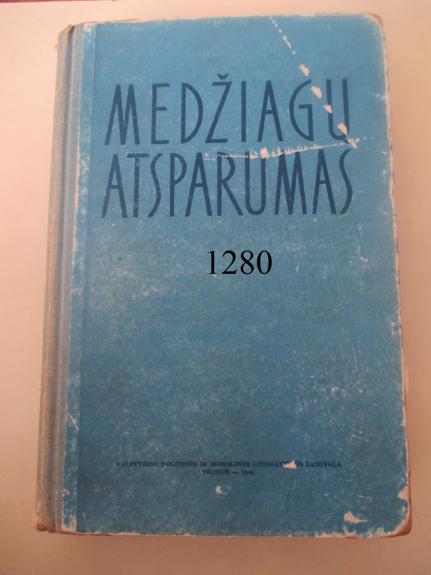 MEDŽIAGŲ
ATSPARUMAS
1280
VALSTYBINĖ POLITINĖS IR MOKSLINĖS LITERATŪROS LEIDYKLA
VILNIUS —